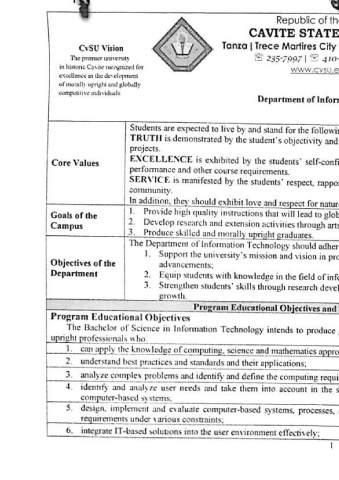 Republic of th
CAVITE STATE
Tanza | Trece Martires City
☏ 235-7997 | ☏ 410-
www.cvsu.e
CvSU Vision
The premier university
in historic Cavite recognized for
excellence in the development
of morally upright and globally
competitive individuals.
Department of Infor
Core Values
Students are expected to live by and stand for the followin
TRUTH is demonstrated by the student's objectivity and
projects.
EXCELLENCE is exhibited by the students' self-confi
performance and other course requirements.
SERVICE is manifested by the students' respect, rappo
community.
In addition, they should exhibit love and respect for natur
Goals of the
Campus
1. Provide high quality instructions that will lead to glob
2. Develop research and extension activities through arts
3. Produce skilled and morally upright graduates.
Objectives of the
Department
The Department of Information Technology should adher
1. Support the university's mission and vision in pro
advancements;
2. Equip students with knowledge in the field of info
3. Strengthen students' skills through research devel
growth.
Program Educational Objectives and
Program Educational Objectives
The Bachelor of Science in Information Technology intends to produce
upright professionals who:
1. can apply the knowledge of computing, science and mathematics appro
2. understand best practices and standards and their applications;
3. analyze complex problems and identify and define the computing requi
4. identify and analyze user needs and take them into account in the s
computer-based systems;
5. design, implement and evaluate computer-based systems, processes,
requirements under various constraints;
6. integrate IT-based solutions into the user environment effectively;
1